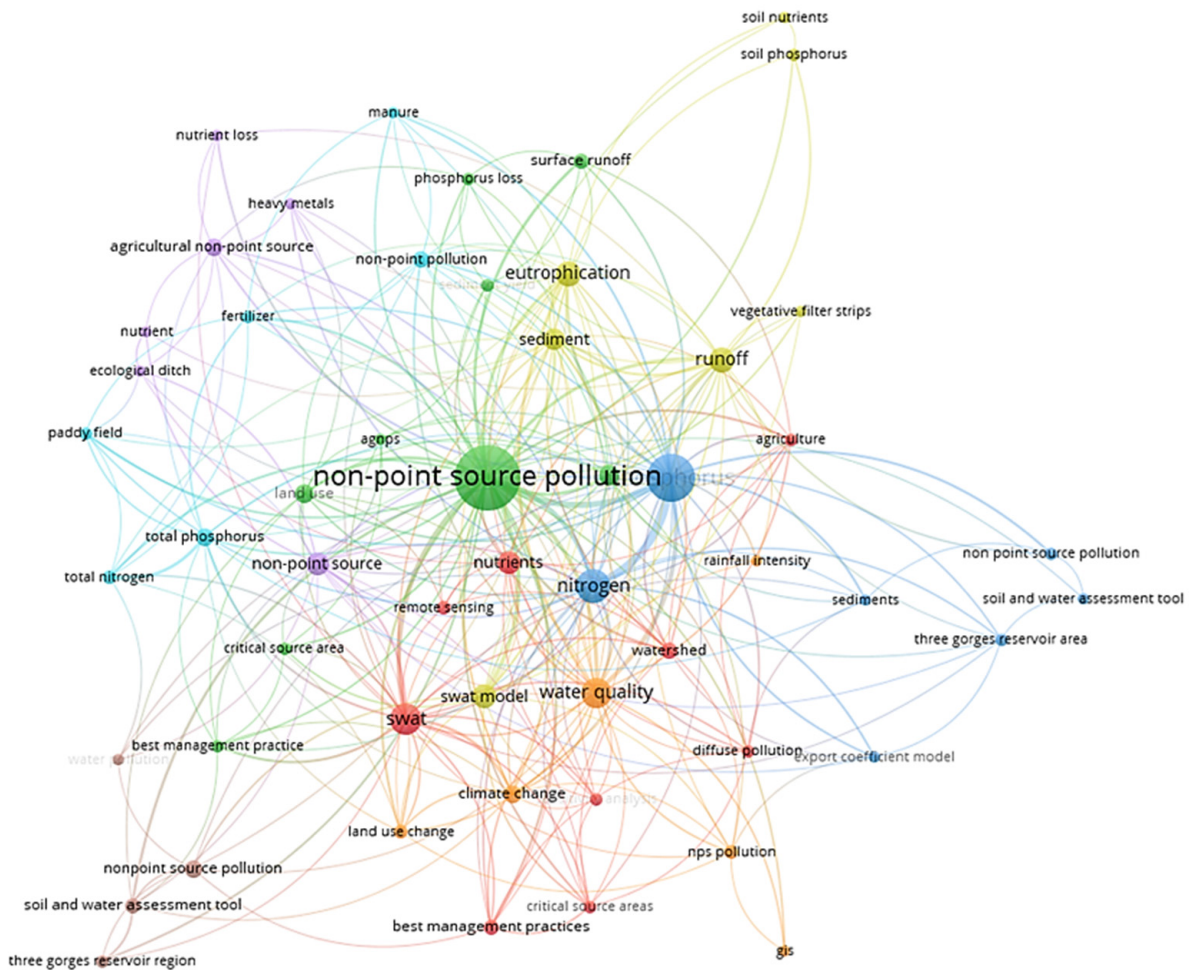 soil nutrients
soil phosphorus
manure
nutrient loss
surface runoff
phosphorus loss
heavy metals
agricultural non-point source
non-point pollution
eutrophication
sediment yield
vegetative filter strips
fertilizer
nutrient
sediment
runoff
ecological ditch
paddy field
agnps
agriculture
non-point source pollution
land use
total phosphorus
non point source pollution
non-point source
nutrients
rainfall intensity
total nitrogen
nitrogen
sediments
soil and water assessment tool
remote sensing
three gorges reservoir area
critical source area
watershed
swat model
water quality
swat
best management practice
diffuse pollution
export coefficient model
water pollution
climate change
analysis
land use change
nps pollution
nonpoint source pollution
soil and water assessment tool
critical source areas
best management practices
gis
three gorges reservoir region